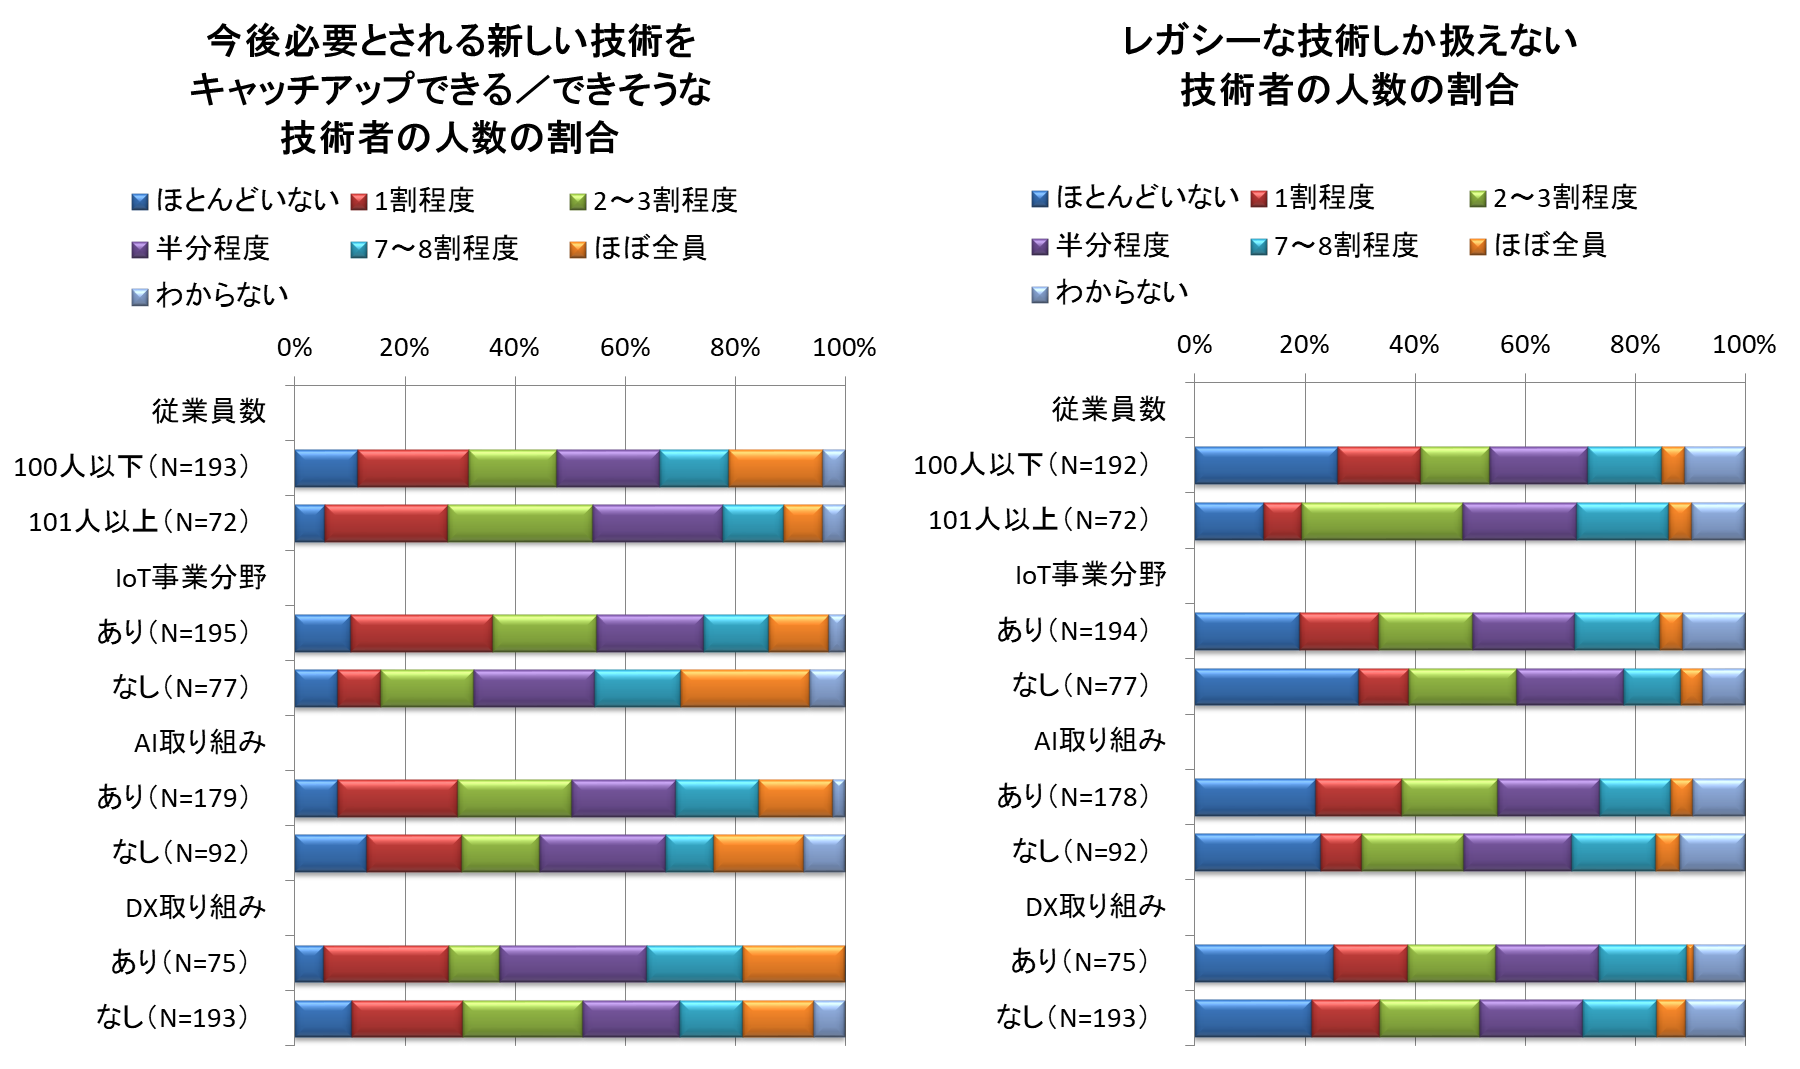 今後必要とされる新しい技術を
キャッチアップできる／できそうな
技術者の人数の割合
ほとんどいない 1割程度 2～3割程度
半分程度 7～8割程度 ほぼ全員
わからない
0% 20% 40% 60% 80% 100%
従業員数
100人以下（N=193）
101人以上（N=72）
IoT事業分野
あり（N=195）
なし（N=77）
AI取り組み
あり（N=179）
なし（N=92）
DX取り組み
あり（N=75）
なし（N=193）
レガシーな技術しか扱えない
技術者の人数の割合
ほとんどいない 1割程度 2～3割程度
半分程度 7～8割程度 ほぼ全員
わからない
0% 20% 40% 60% 80% 100%
従業員数
100人以下（N=192）
101人以上（N=72）
IoT事業分野
あり（N=194）
なし（N=77）
AI取り組み
あり（N=178）
なし（N=92）
DX取り組み
あり（N=75）
なし（N=193）